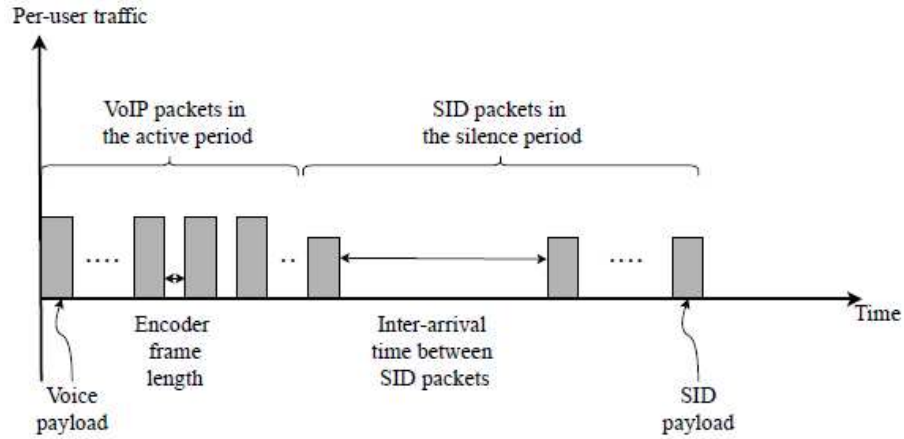 Per-user traffic
VoIP packets in
the active period
SID packets in
the silence period
....
..
....
Time
Encoder
frame
length
Inter-arrival
time between
SID packets
Voice
payload
SID
payload